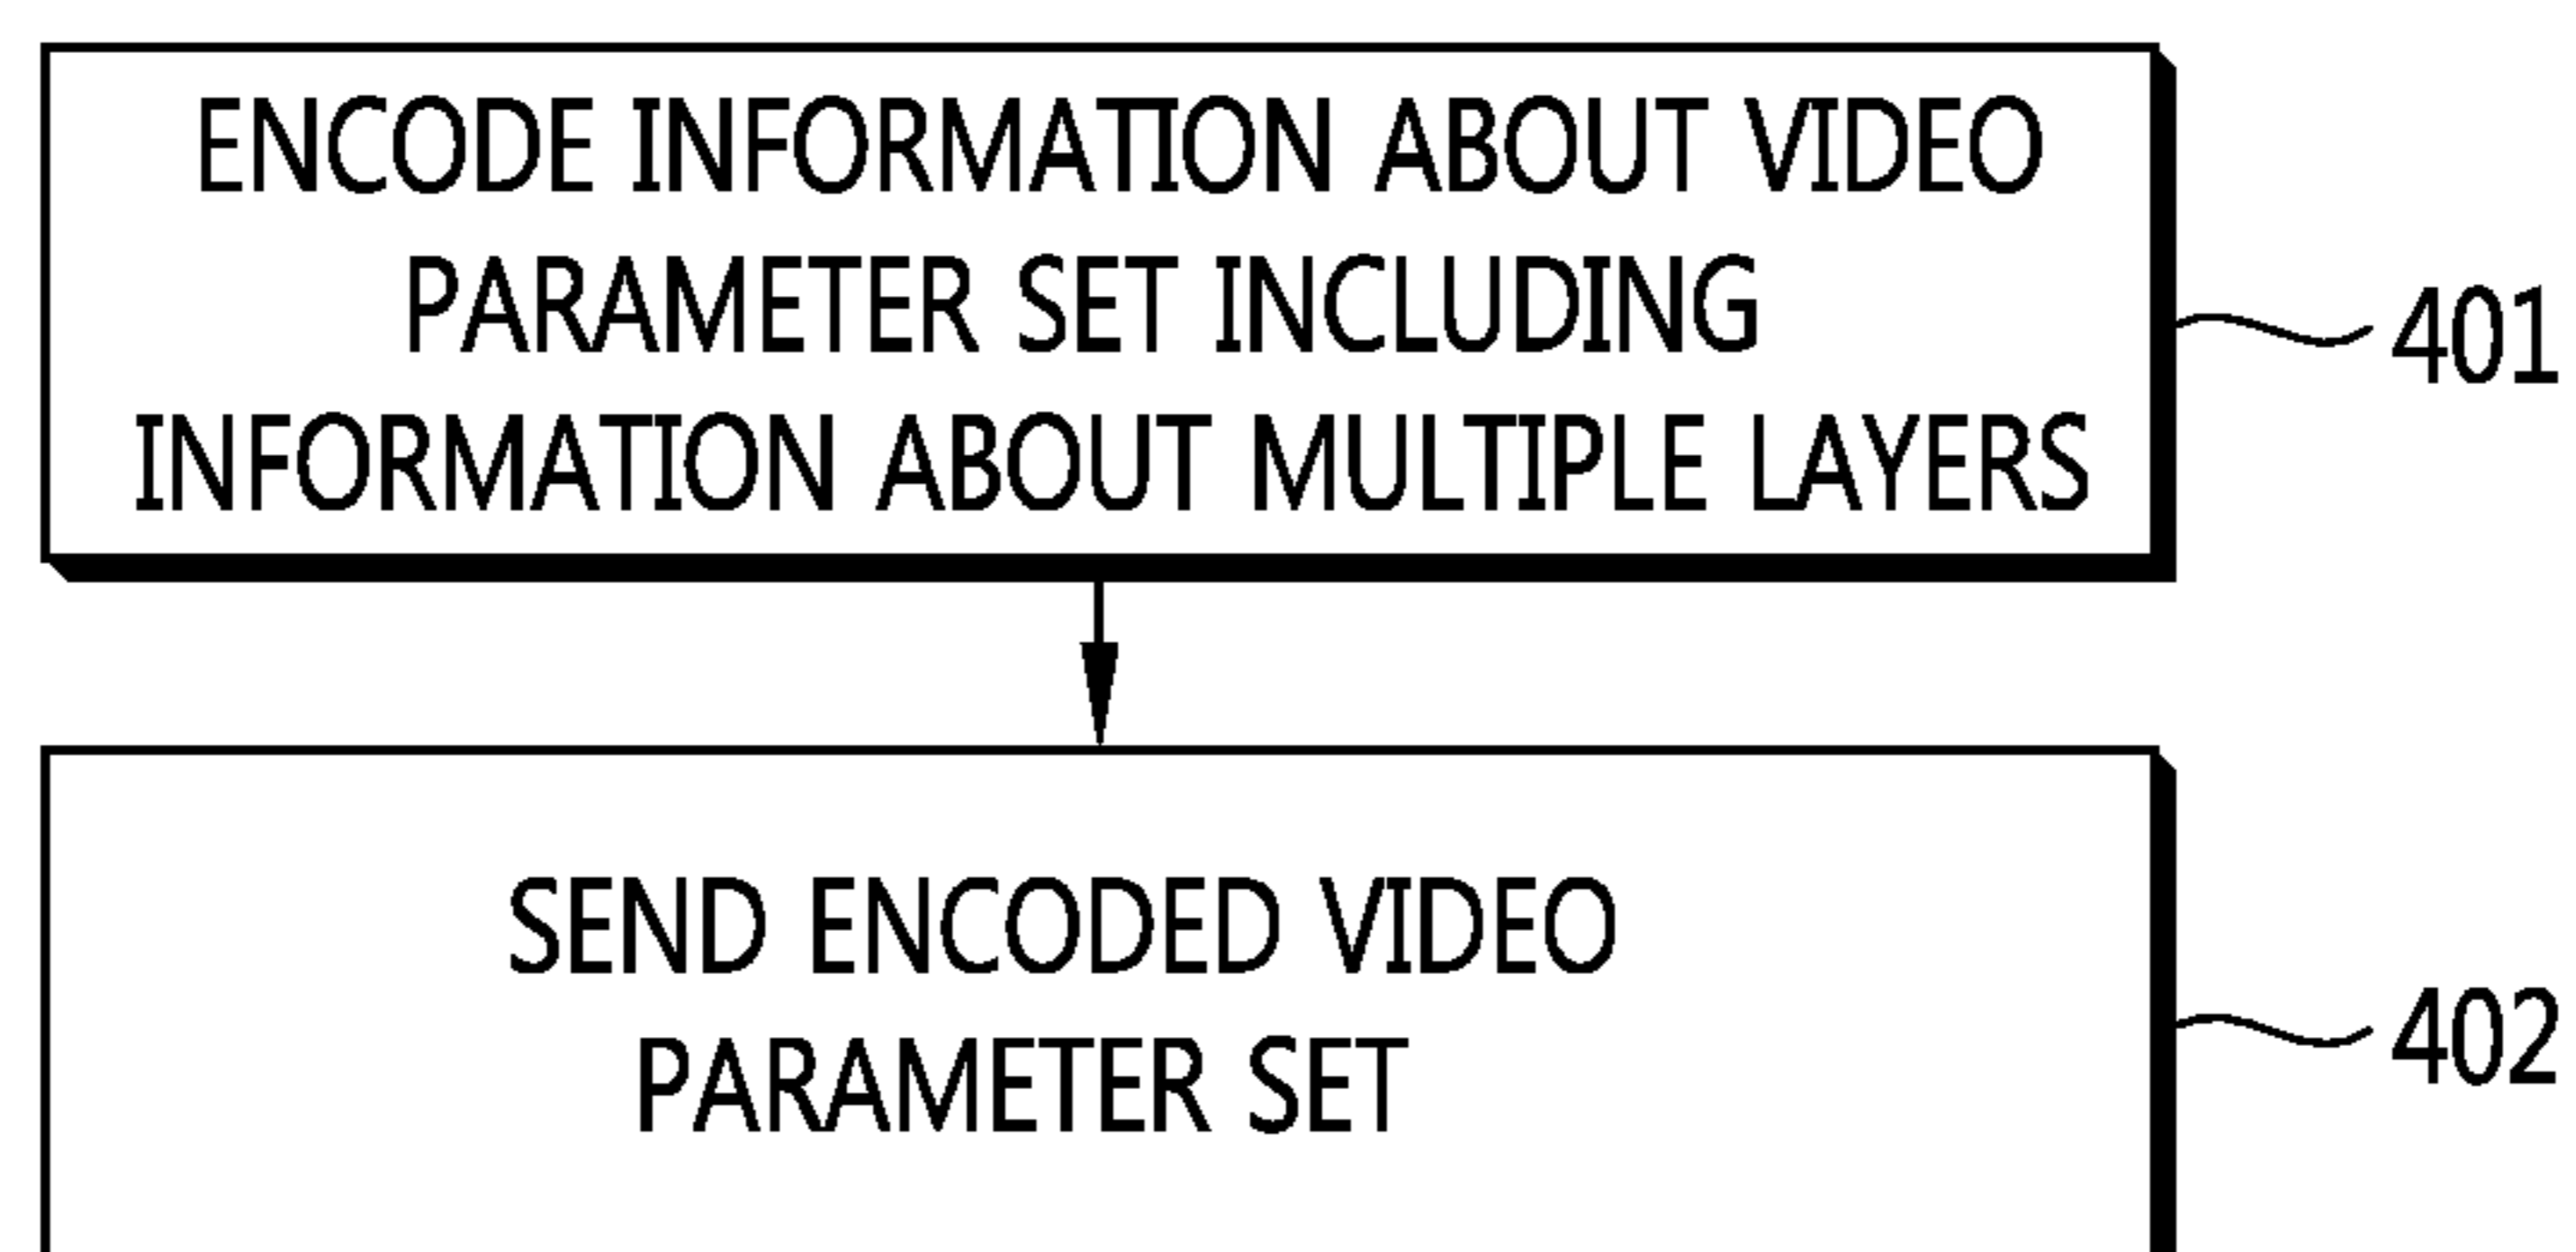 ENCODE INFORMATION ABOUT VIDEO
PARAMETER SET INCLUDING
INFORMATION ABOUT MULTIPLE LAYERS
401
SEND ENCODED VIDEO
PARAMETER SET
402